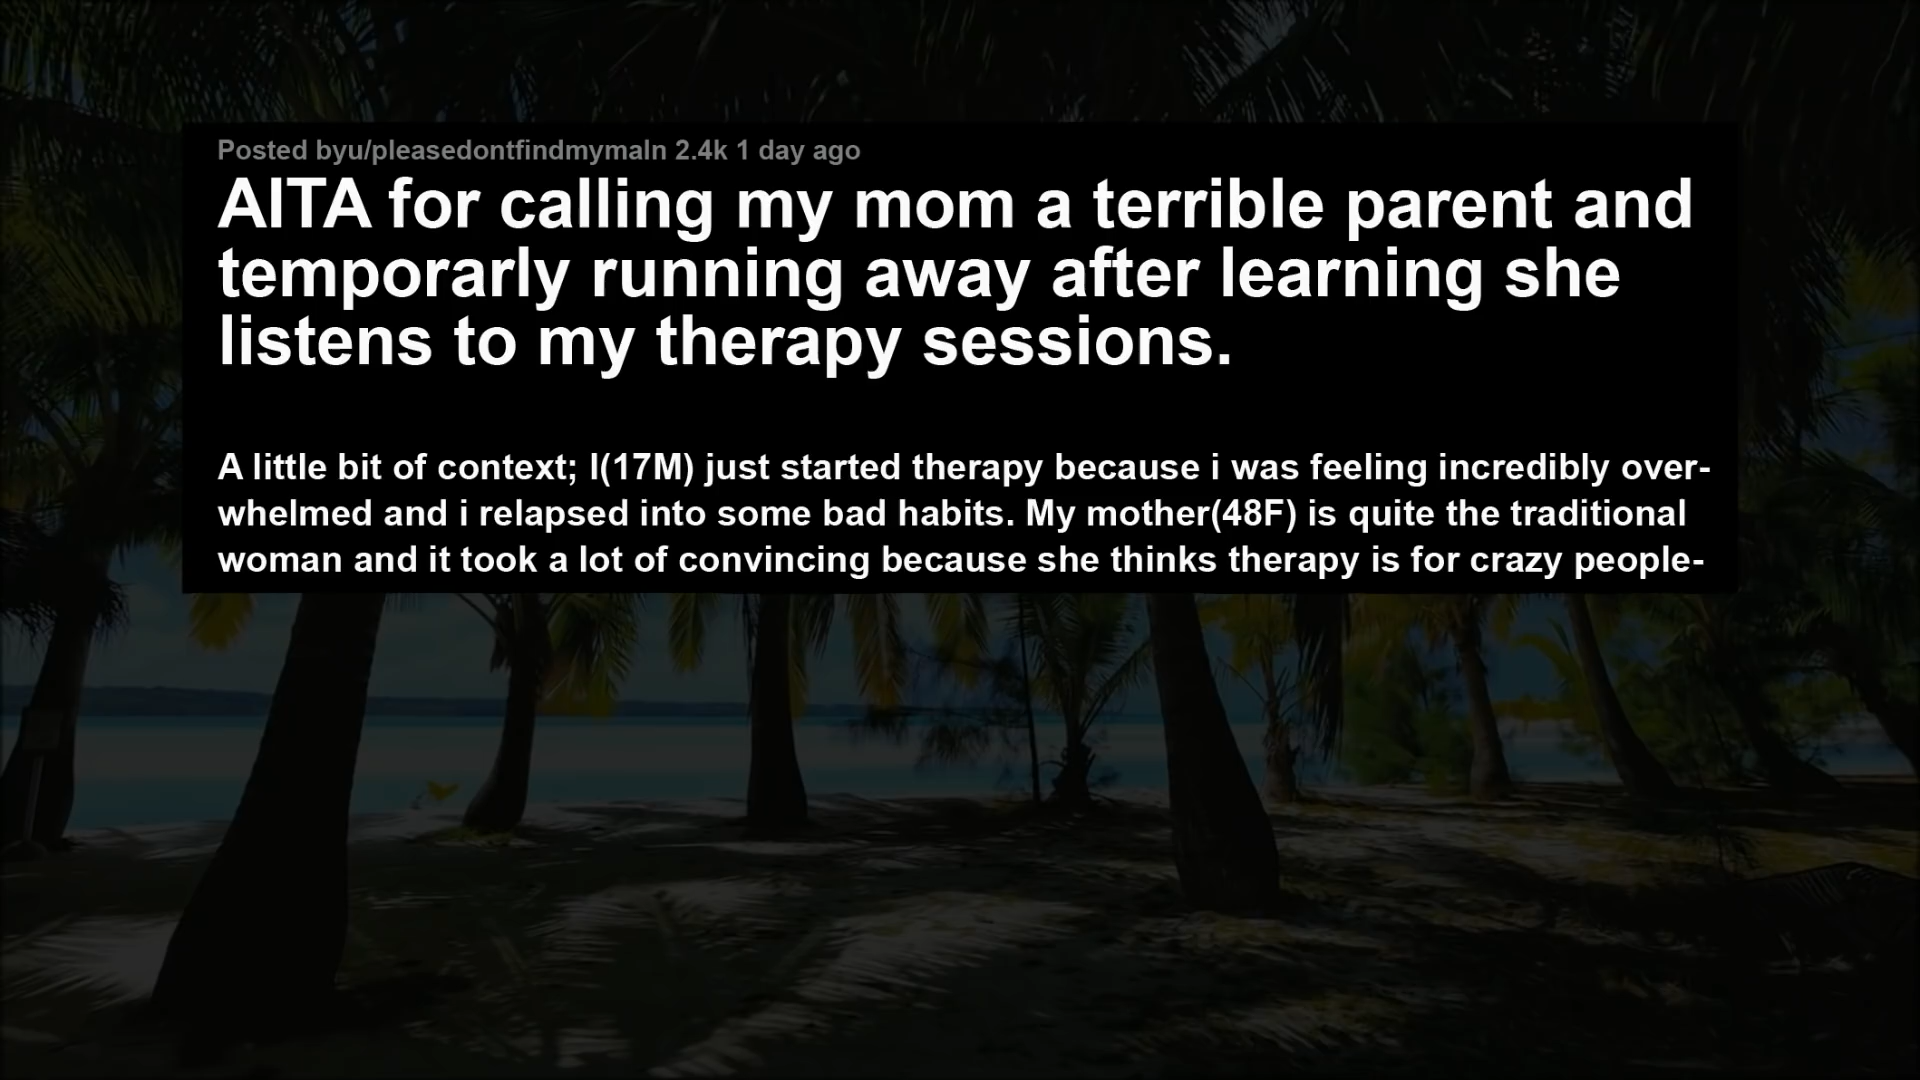 Posted byu/pleasedontfindmymaln 2.4k 1 day ago
AITA for calling my mom a terrible parent and
temporarly running away after learning she
listens to my therapy sessions.
A little bit of context; I(17M) just started therapy because i was feeling incredibly over-
whelmed and i relapsed into some bad habits. My mother(48F) is quite the traditional
woman and it took a lot of convincing because she thinks therapy is for crazy people-